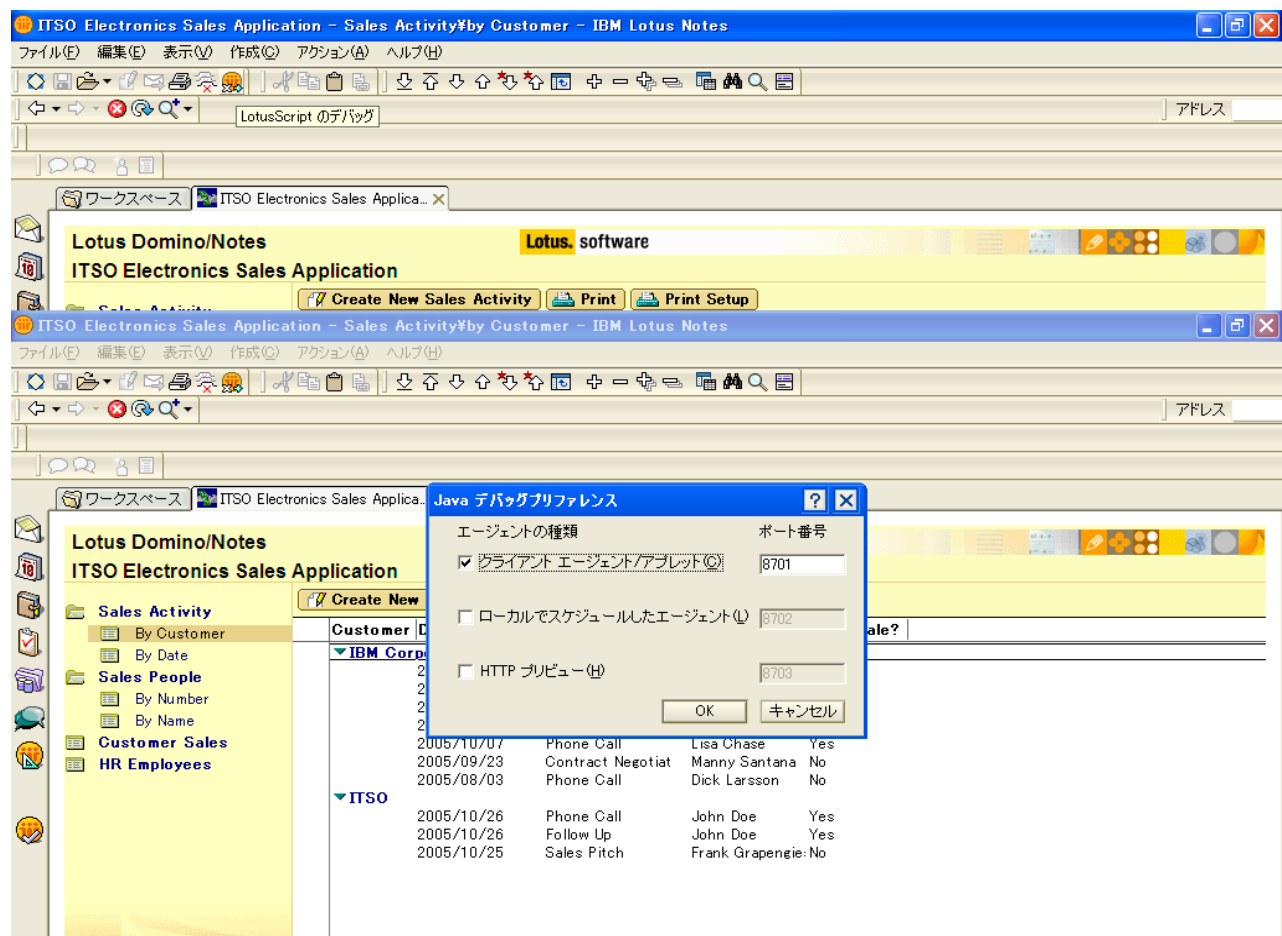 ITSO Electronics Sales Application - Sales Activity¥by Customer - IBM Lotus Notes
ファイル(F) 編集(E) 表示(V) 作成(C) アクション(A) ヘルプ(H)
アドレス
LotusScript のデバッグ
ワークスペース ITSO Electronics Sales Applica...
Lotus Domino/Notes Lotus. software
ITSO Electronics Sales Application
Create New Sales Activity Print Print Setup
Sales Activity
ITSO Electronics Sales Application - Sales Activity¥by Customer - IBM Lotus Notes
ファイル(F) 編集(E) 表示(V) 作成(C) アクション(A) ヘルプ(H)
アドレス
ワークスペース ITSO Electronics Sales Applica...
Java デバッグプリファレンス
エージェントの種類 ポート番号
クライアント エージェント/アプレット(C) 8701
ローカルでスケジュールしたエージェント(L) 8702
HTTP プリビュー(H) 8703
OK キャンセル
Lotus Domino/Notes
ITSO Electronics Sales Application
Create New
Sales Activity
By Customer
By Date
Sales People
By Number
By Name
Customer Sales
HR Employees
Customer D ale?
IBM Corp
2
2
2
2
2005/10/07 Phone Call Lisa Chase Yes
2005/09/23 Contract Negotiat Manny Santana No
2005/08/03 Phone Call Dick Larsson No
ITSO
2005/10/26 Phone Call John Doe Yes
2005/10/26 Follow Up John Doe Yes
2005/10/25 Sales Pitch Frank Grapengie: No